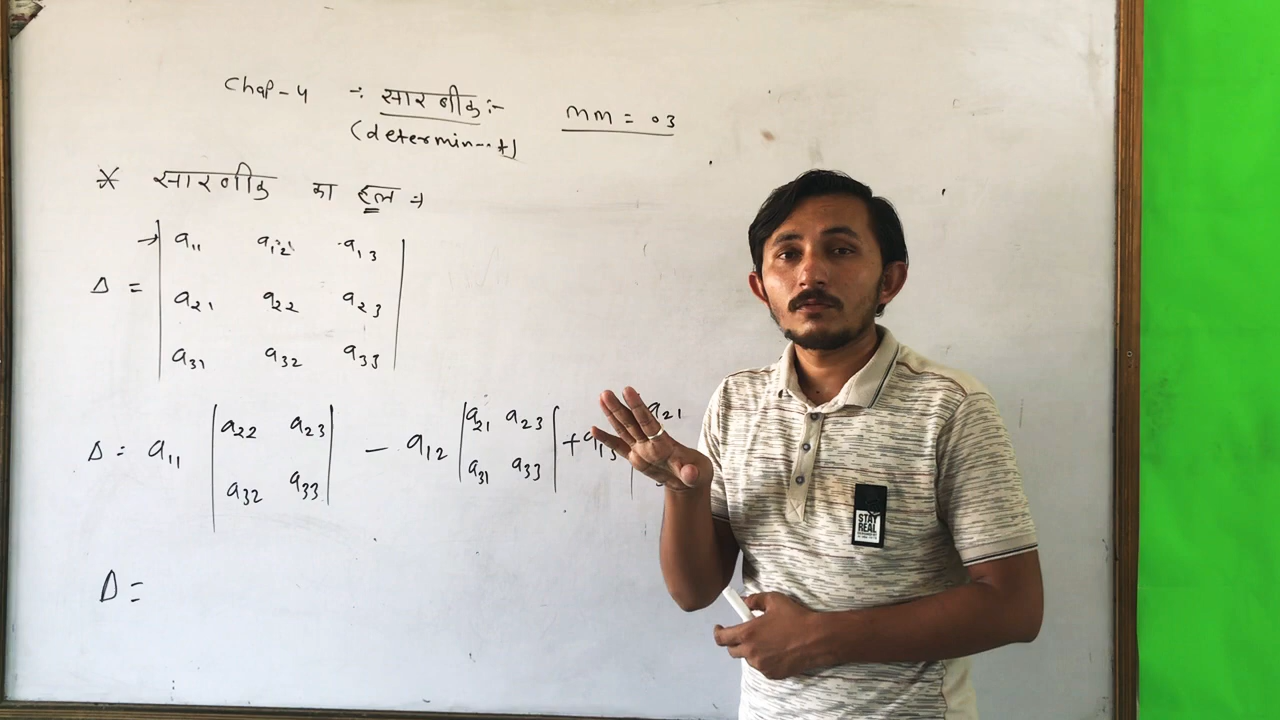 Chap-4 -: सारणीक :- MM = 03
(determin--t)
* सारणीक का हल →
Δ = | a11 a12 a13 |
| a21 a22 a23 |
| a31 a32 a33 |
Δ = a11 | a22 a23 | - a12 | a21 a23 | + a13 | a21
| a32 a33 | | a31 a33 |
Δ =
STAY
REAL